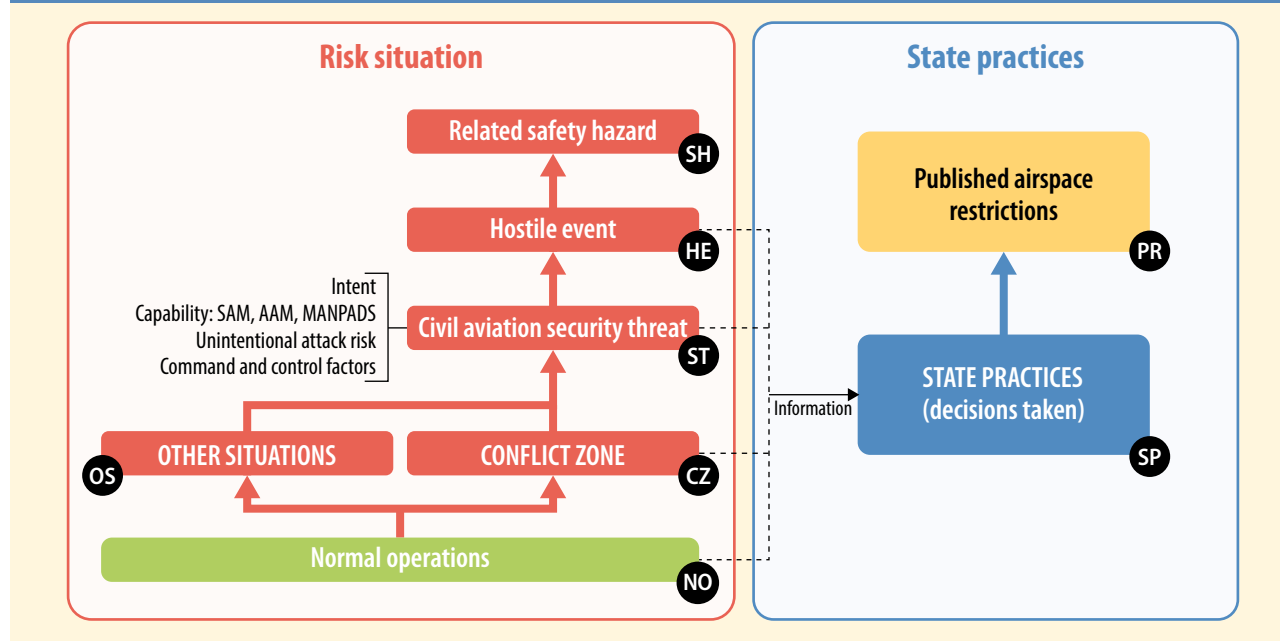 Risk situation
Related safety hazard
SH
Hostile event
HE
Intent
Capability: SAM, AAM, MANPADS
Unintentional attack risk
Command and control factors
Civil aviation security threat
ST
OTHER SITUATIONS
OS
CONFLICT ZONE
CZ
Normal operations
NO
Information
State practices
Published airspace
restrictions
PR
STATE PRACTICES
(decisions taken)
SP